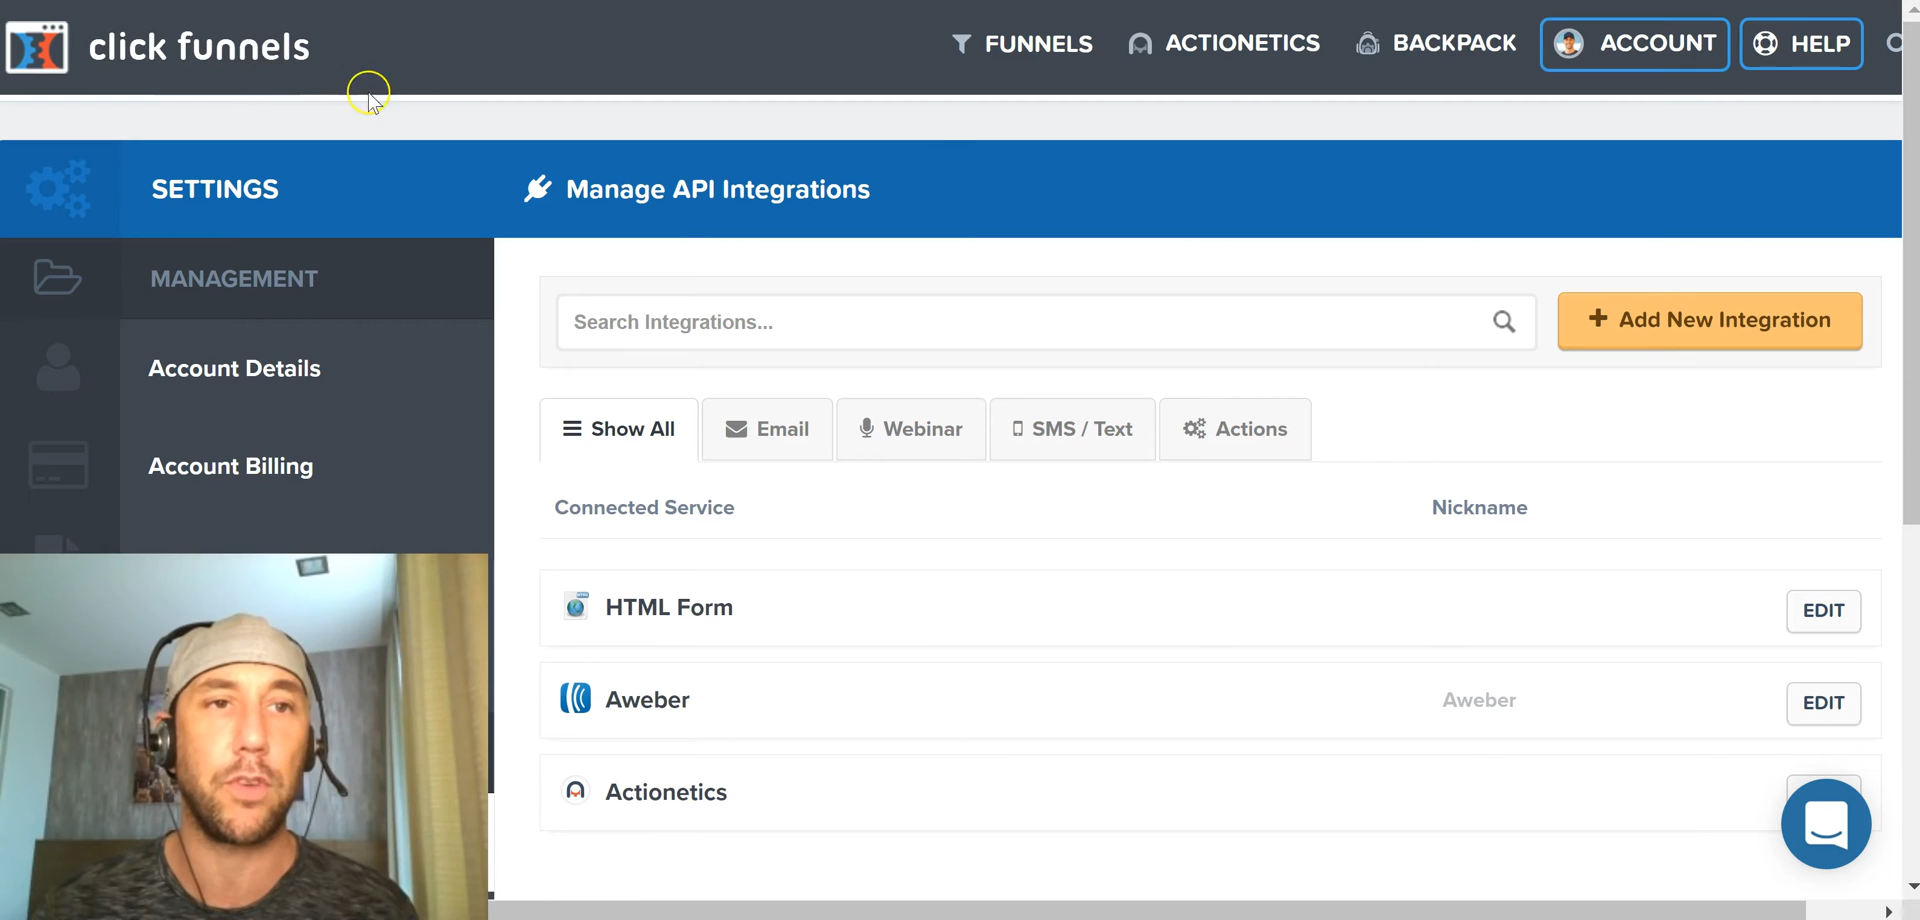 click funnels
FUNNELS
ACTIONETICS
BACKPACK
ACCOUNT
HELP
SETTINGS
Manage API Integrations
MANAGEMENT
Account Details
Account Billing
Search Integrations...
+ Add New Integration
Show All
Email
Webinar
SMS / Text
Actions
Connected Service
Nickname
HTML Form
EDIT
Aweber
Aweber
EDIT
Actionetics